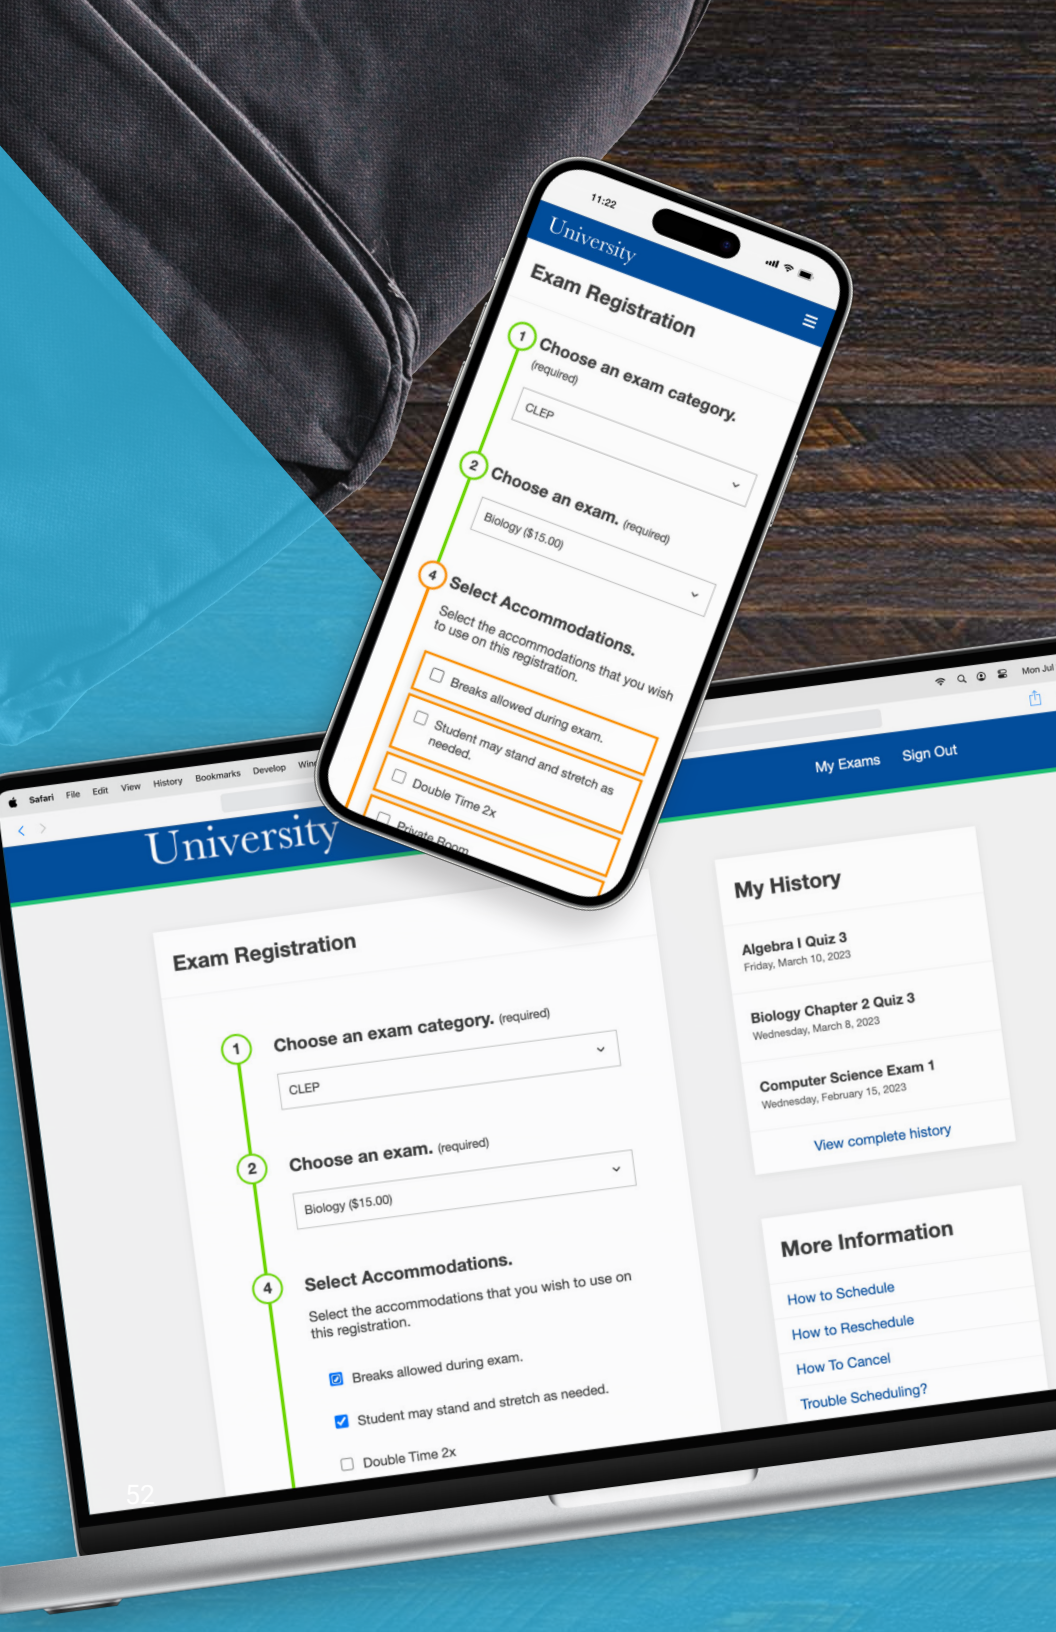 11:22
University
Exam Registration
1
Choose an exam category.
(required)
CLEP
2
Choose an exam. (required)
Biology ($15.00)
4
Select Accommodations.
Select the accommodations that you wish
to use on this registration.
Breaks allowed during exam.
Student may stand and stretch as
needed.
Double Time 2x
Private Room
Safari File Edit View History Bookmarks Develop
Mon Jul
University
My Exams Sign Out
Exam Registration
1
Choose an exam category. (required)
CLEP
2
Choose an exam. (required)
Biology ($15.00)
4
Select Accommodations.
Select the accommodations that you wish to use on
this registration.
Breaks allowed during exam.
Student may stand and stretch as needed.
Double Time 2x
My History
Algebra I Quiz 3
Friday, March 10, 2023
Biology Chapter 2 Quiz 3
Wednesday, March 8, 2023
Computer Science Exam 1
Wednesday, February 15, 2023
View complete history
More Information
How to Schedule
How to Reschedule
How To Cancel
Trouble Scheduling?
52